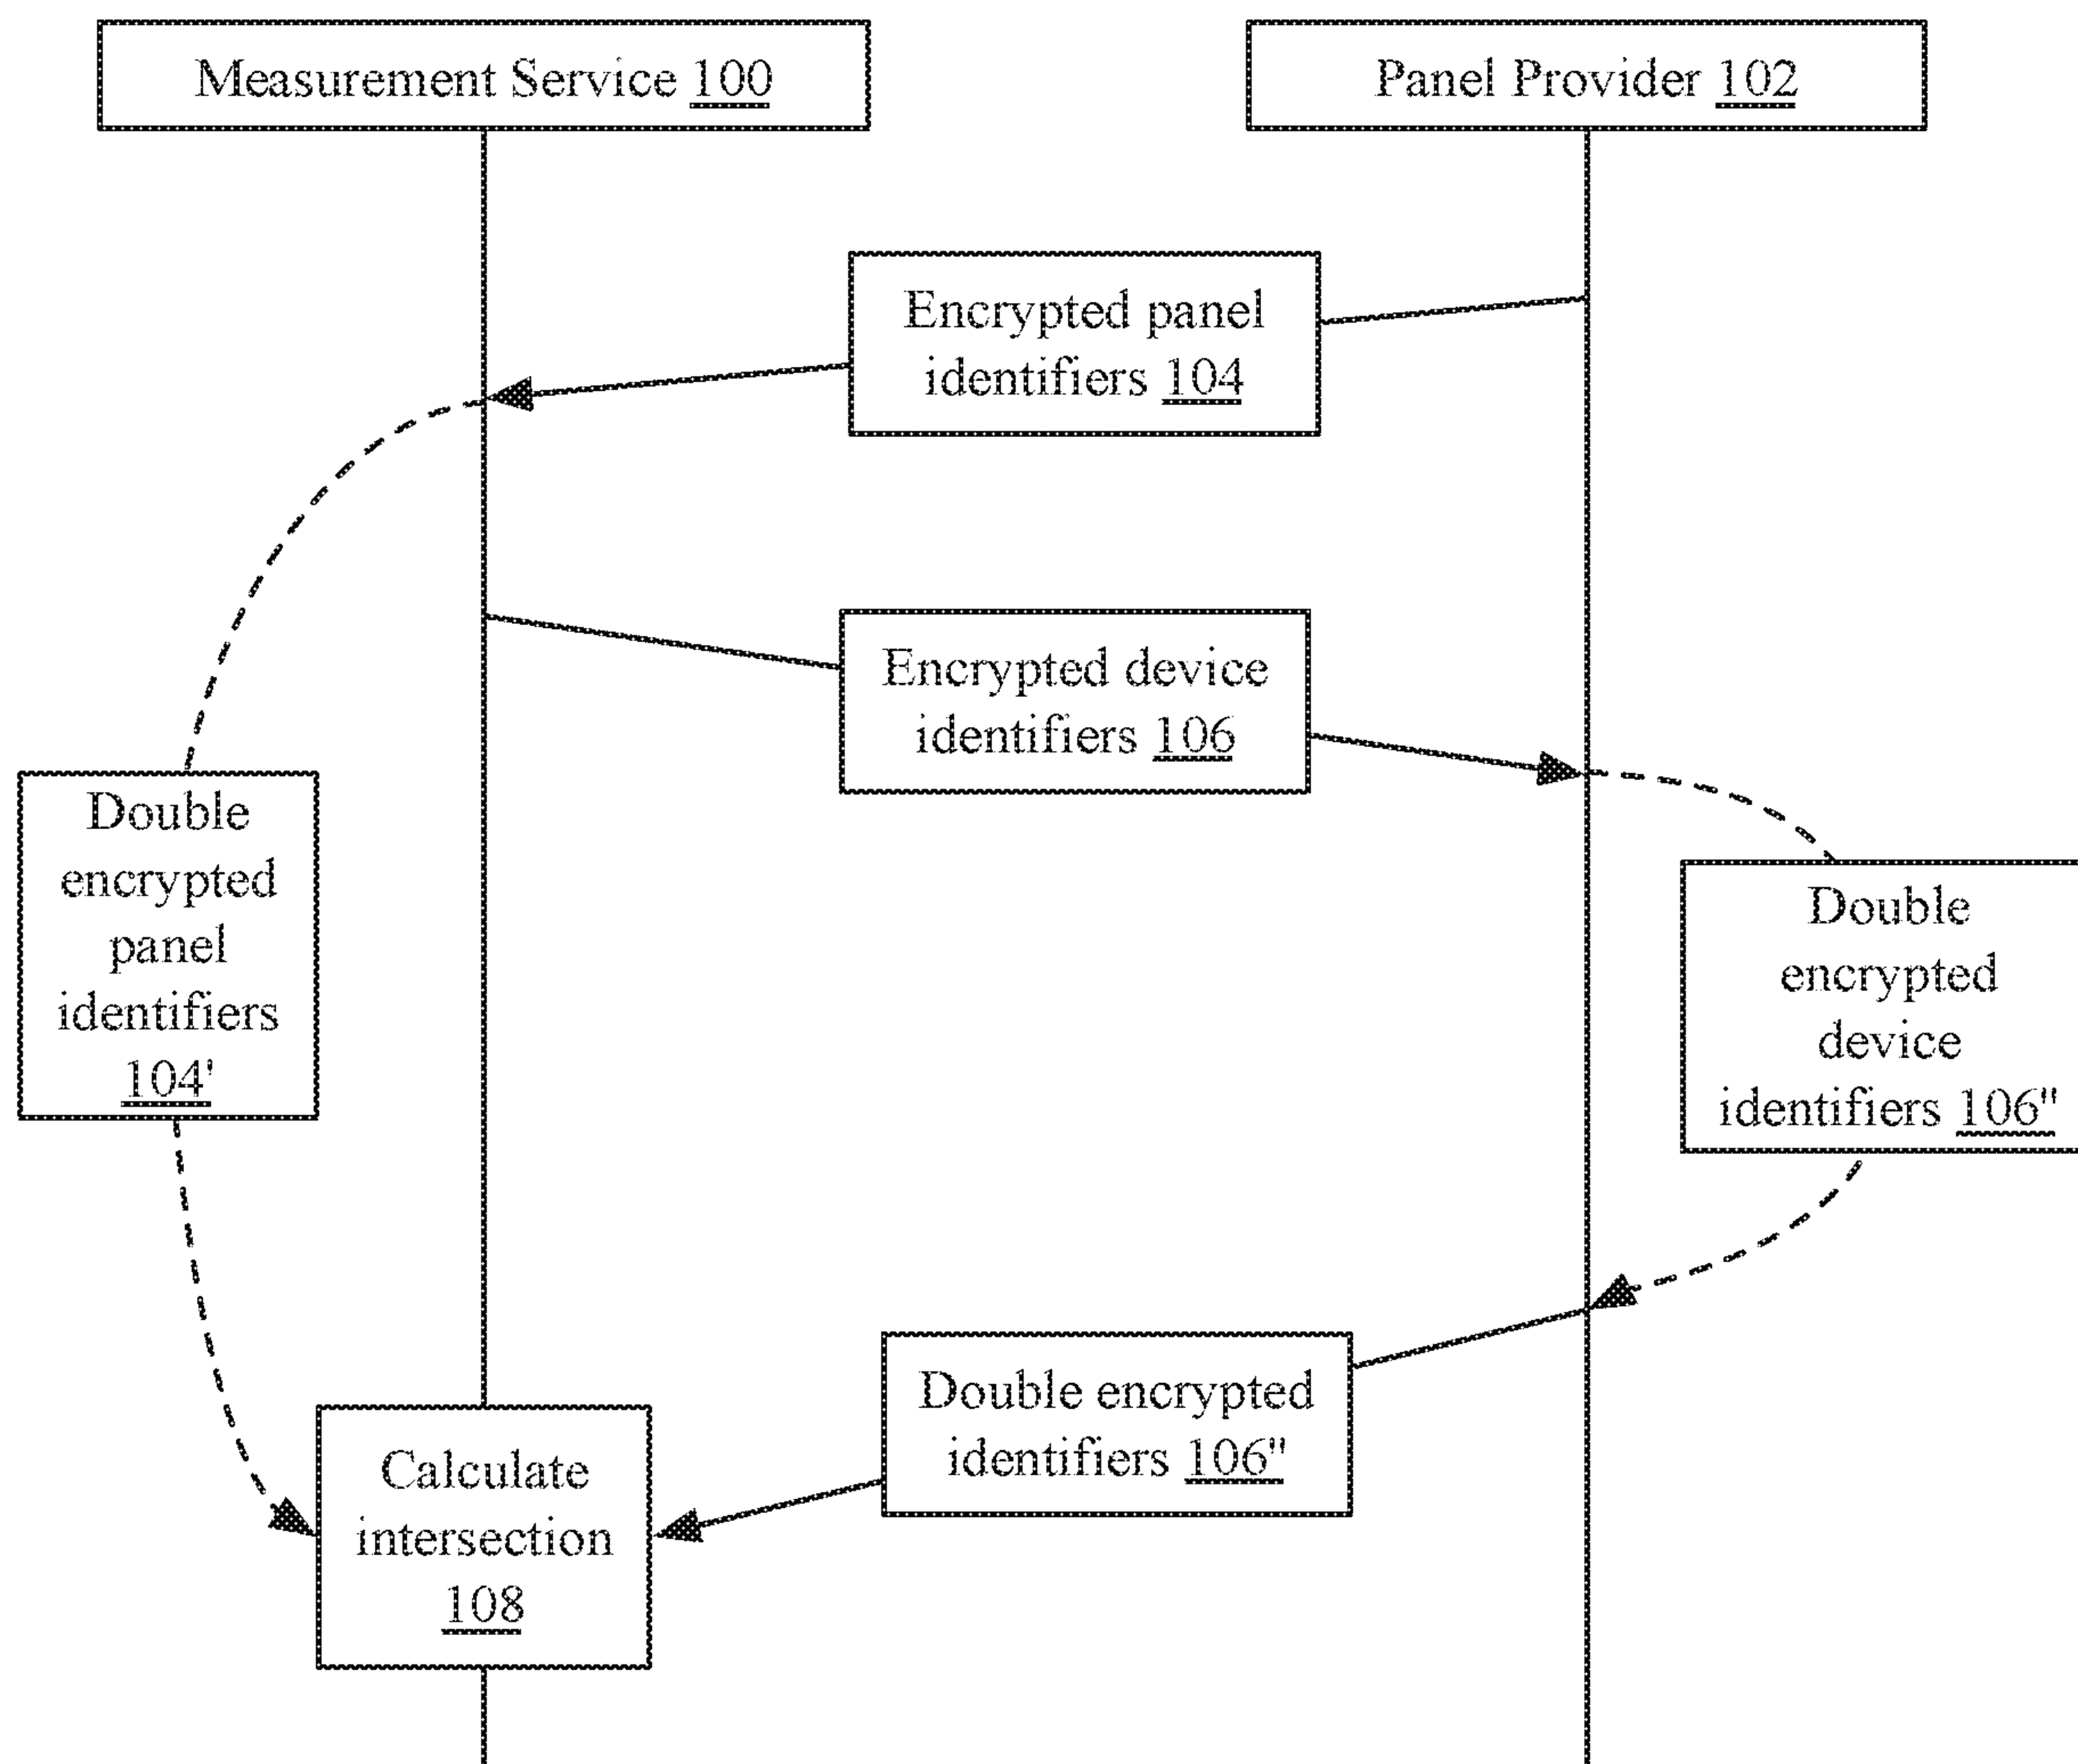 Measurement Service 100
Panel Provider 102
Encrypted panel
identifiers 104
Encrypted device
identifiers 106
Double
encrypted
panel
identifiers
104'
Double
encrypted
device
identifiers 106"
Double encrypted
identifiers 106"
Calculate
intersection
108